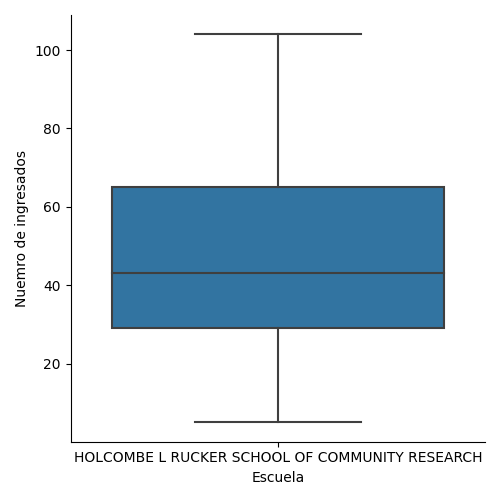 100
80
60
40
20
Nuemro de ingresados
HOLCOMBE L RUCKER SCHOOL OF COMMUNITY RESEARCH
Escuela